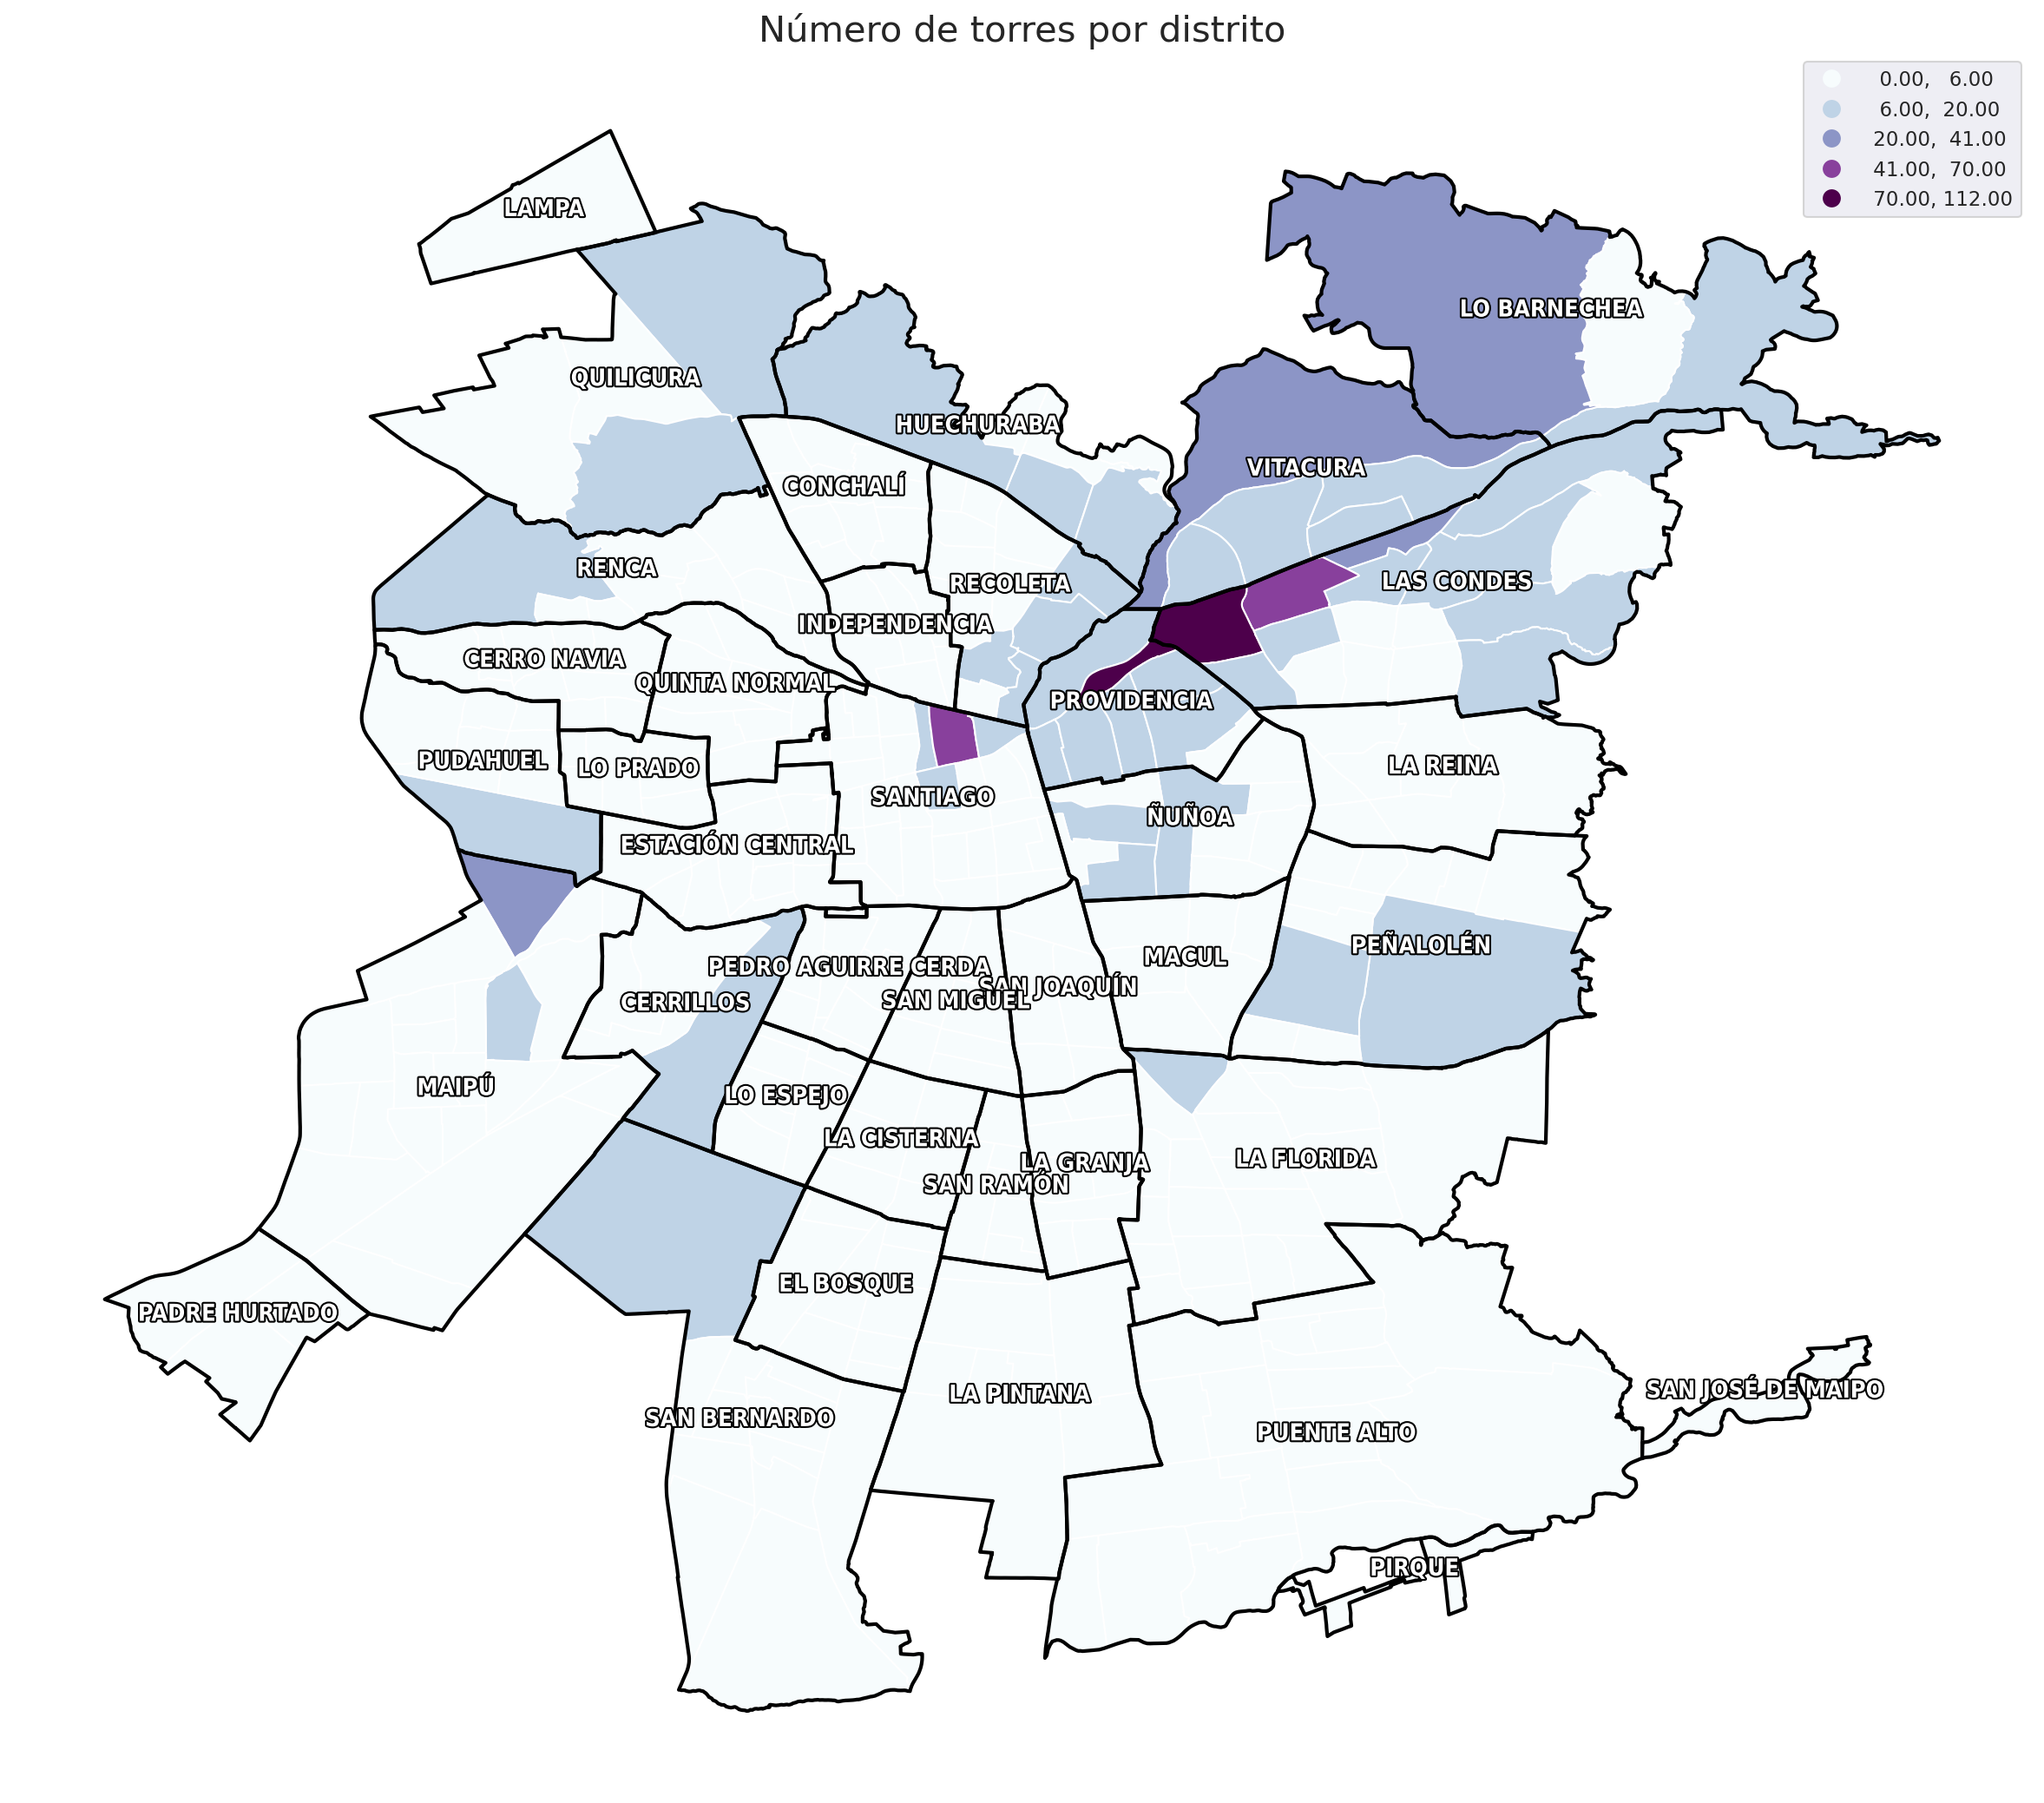 Número de torres por distrito
0.00, 6.00
6.00, 20.00
20.00, 41.00
41.00, 70.00
70.00, 112.00
LAMPA
LO BARNECHEA
QUILICURA
HUECHURABA
VITACURA
CONCHALÍ
RENCA
RECOLETA
LAS CONDES
INDEPENDENCIA
CERRO NAVIA
QUINTA NORMAL
PROVIDENCIA
PUDAHUEL
LO PRADO
LA REINA
SANTIAGO
ÑUÑOA
ESTACIÓN CENTRAL
PEÑALOLÉN
MACUL
PEDRO AGUIRRE CERDA
SAN JOAQUÍN
CERRILLOS
SAN MIGUEL
MAIPÚ
LO ESPEJO
LA CISTERNA
LA GRANJA
LA FLORIDA
SAN RAMÓN
EL BOSQUE
PADRE HURTADO
SAN JOSÉ DE MAIPO
LA PINTANA
SAN BERNARDO
PUENTE ALTO
PIRQUE